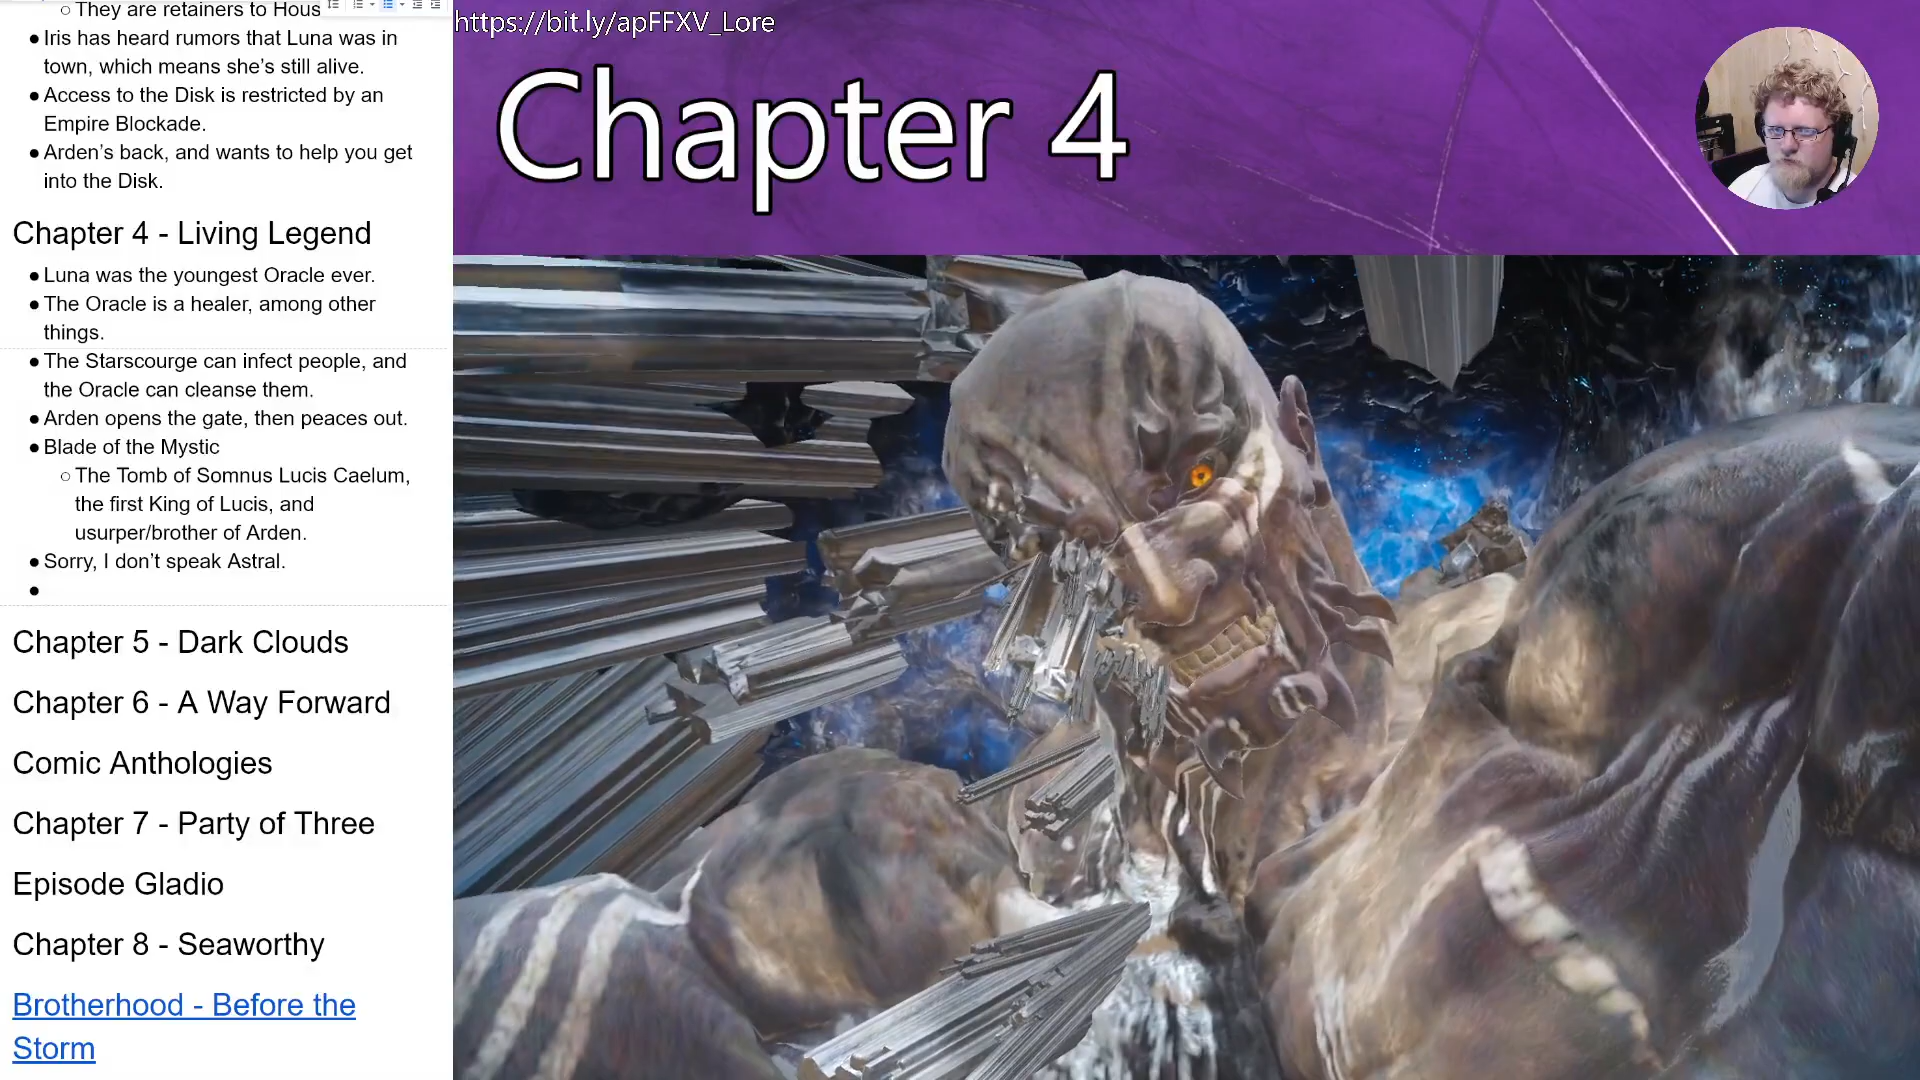 ○ They are retainers to Hous
● Iris has heard rumors that Luna was in
town, which means she's still alive.
● Access to the Disk is restricted by an
Empire Blockade.
● Arden's back, and wants to help you get
into the Disk.
Chapter 4 - Living Legend
● Luna was the youngest Oracle ever.
● The Oracle is a healer, among other
things.
● The Starscourge can infect people, and
the Oracle can cleanse them.
● Arden opens the gate, then peaces out.
● Blade of the Mystic
○ The Tomb of Somnus Lucis Caelum,
the first King of Lucis, and
usurper/brother of Arden.
● Sorry, I don't speak Astral.
●
Chapter 5 - Dark Clouds
Chapter 6 - A Way Forward
Comic Anthologies
Chapter 7 - Party of Three
Episode Gladio
Chapter 8 - Seaworthy
Brotherhood - Before the
Storm
https://bit.ly/apFFXV_Lore
Chapter 4